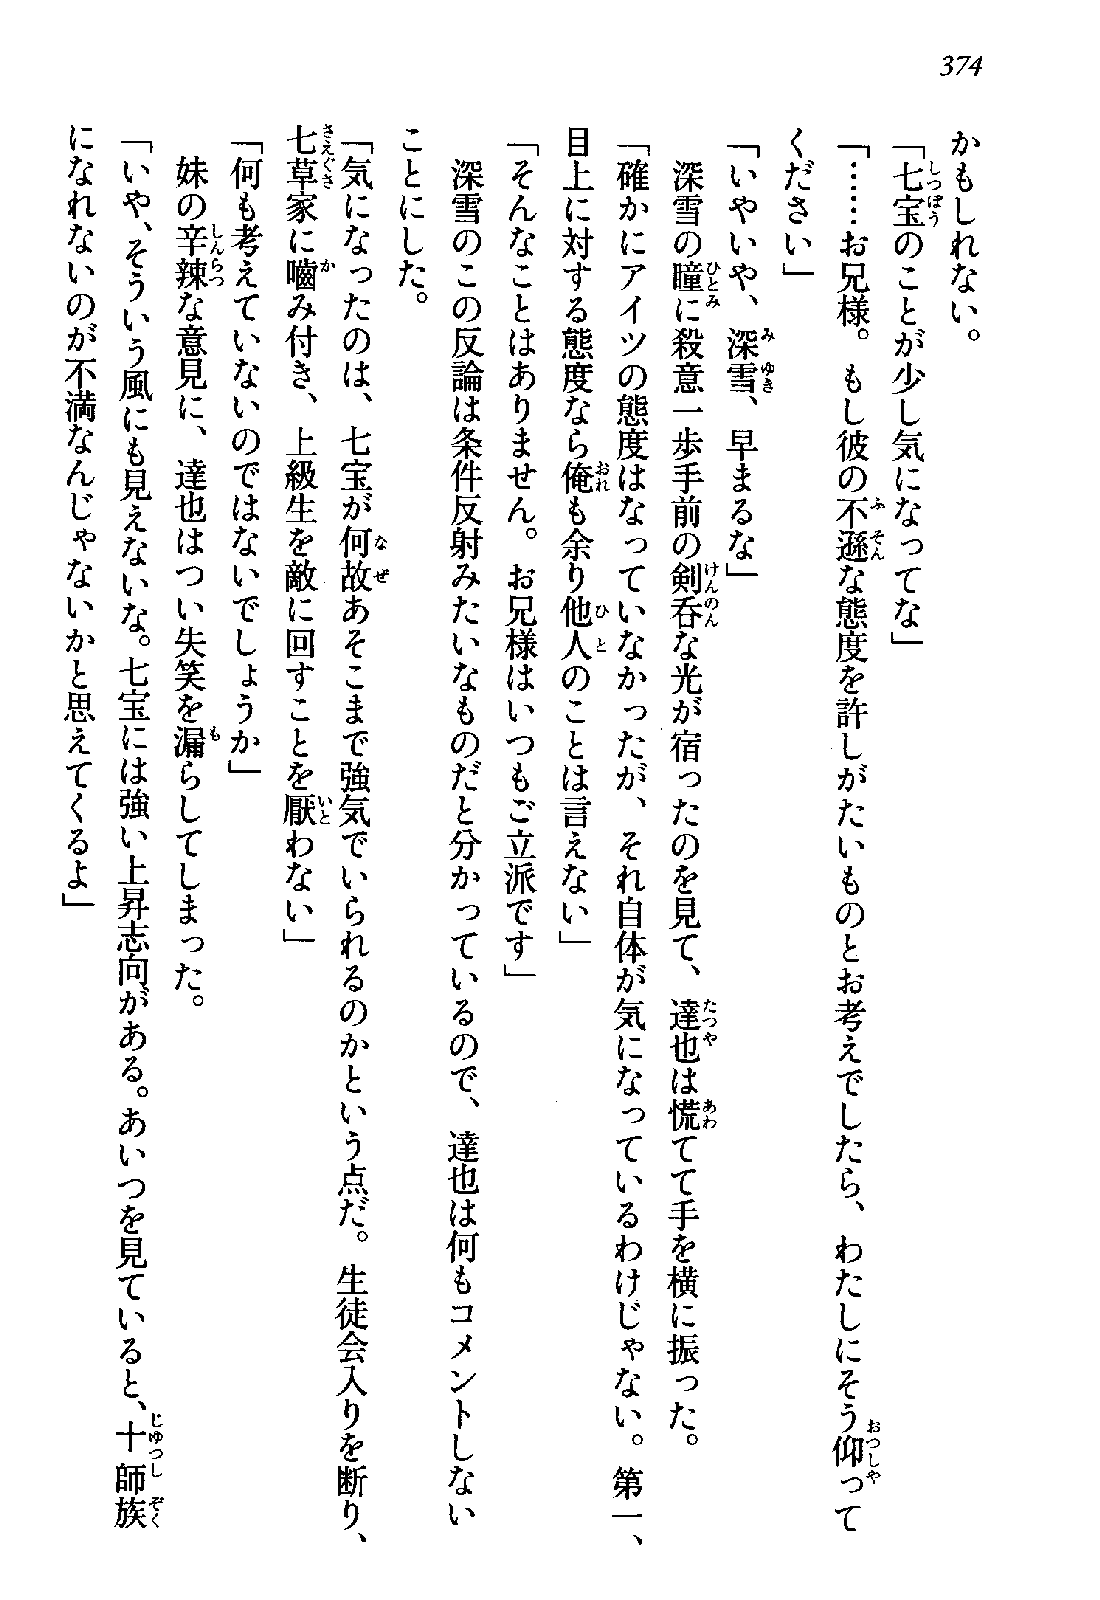 374
かもしれない。
「七宝のことが少し気になってな」
「……お兄様。もし彼の不遜な態度を許しがたいものとお考えでしたら、わたしにそう仰って
ください」
「いやいや、深雪、早まるな」
深雪の瞳に殺意一歩手前の剣呑な光が宿ったのを見て、達也は慌てて手を横に振った。
「確かにアイツの態度はなっていなかったが、それ自体が気になっているわけじゃない。第一、
目上に対する態度なら俺も余り他人のことは言えない」
「そんなことはありません。お兄様はいつもご立派です」
深雪のこの反論は条件反射みたいなものだと分かっているので、達也は何もコメントしない
ことにした。
「気になったのは、七宝が何故あそこまで強気でいられるのかという点だ。生徒会入りを断り、
七草家に嚙み付き、上級生を敵に回すことを厭わない」
「何も考えていないのではないでしょうか」
妹の辛辣な意見に、達也はつい失笑を漏らしてしまった。
「いや、そういう風にも見えないな。七宝には強い上昇志向がある。あいつを見ていると、十師族
になれないのが不満なんじゃないかと思えてくるよ」